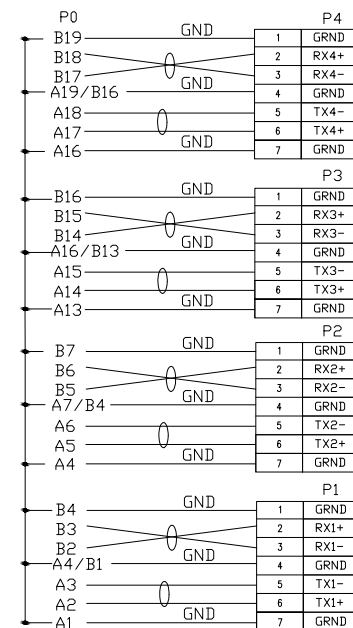 P0 P4
B19 GND 1 GRND
B18 2 RX4+
B17 3 RX4-
A19/B16 GND 4 GRND
A18 5 TX4-
A17 6 TX4+
A16 GND 7 GRND
P3
B16 GND 1 GRND
B15 2 RX3+
B14 3 RX3-
A16/B13 GND 4 GRND
A15 5 TX3-
A14 6 TX3+
A13 GND 7 GRND
P2
B7 GND 1 GRND
B6 2 RX2+
B5 3 RX2-
A7/B4 GND 4 GRND
A6 5 TX2-
A5 6 TX2+
A4 GND 7 GRND
P1
B4 GND 1 GRND
B3 2 RX1+
B2 3 RX1-
A4/B1 GND 4 GRND
A3 5 TX1-
A2 6 TX1+
A1 GND 7 GRND